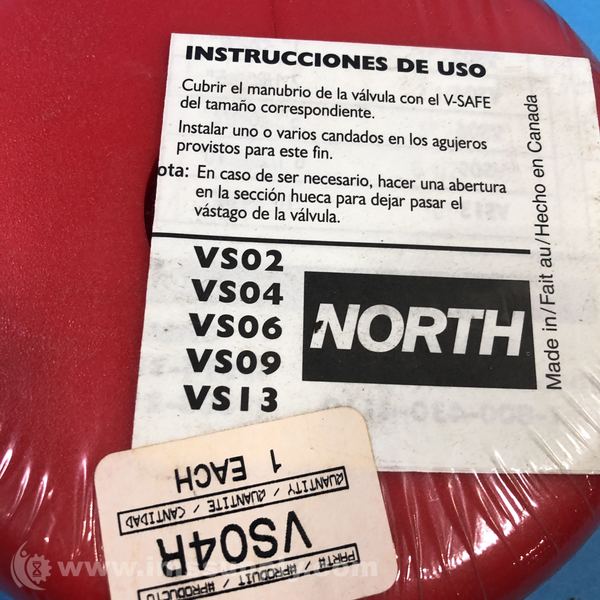 INSTRUCCIONES DE USO
Cubrir el manubrio de la válvula con el V-SAFE
del tamaño correspondiente.
Instalar uno o varios candados en los agujeros
provistos para este fin.
ota: En caso de ser necesario, hacer una abertura
en la sección hueca para dejar pasar el
vástago de la válvula.
VS02
VS04
VS06
VS09
VS13
NORTH
Made in/Fait au/Hecho en Canada
PART# / #PRODUIT / #PRODUCTO
VS04R
QUANTITY / QUANTITE / CANTIDAD
1 EACH